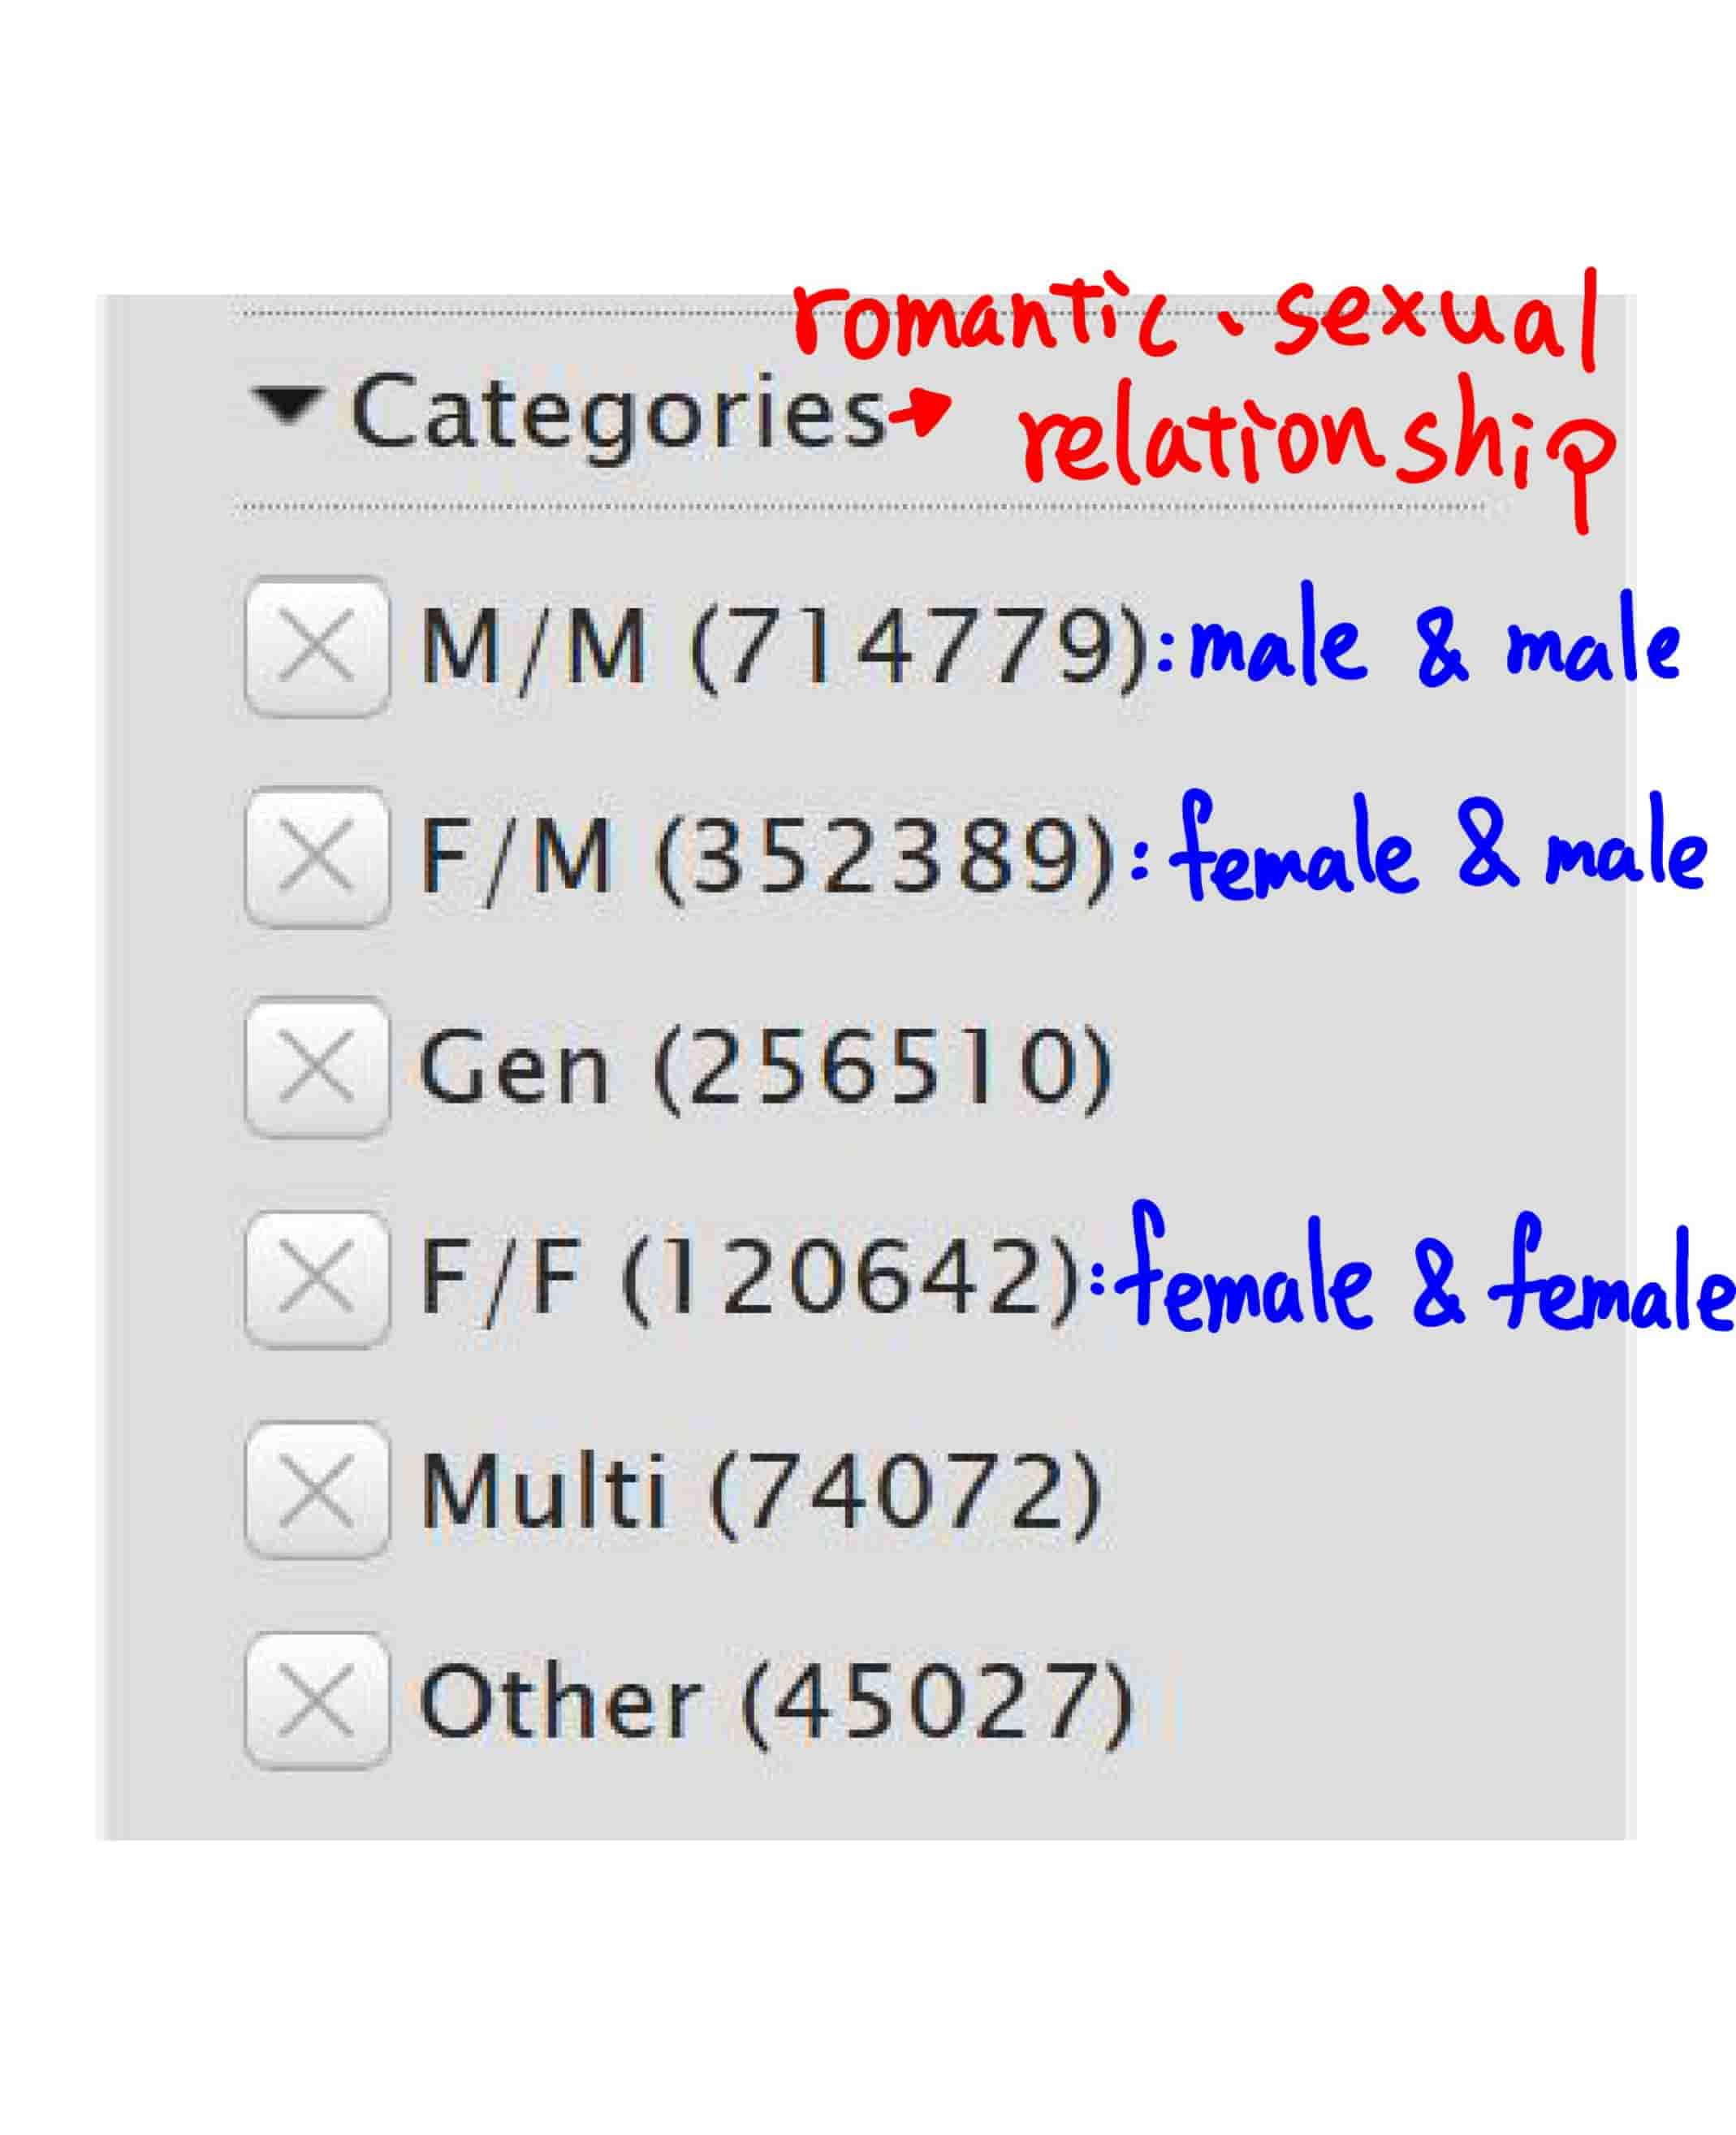 romantic、sexual
▼ Categories→ relationship
M/M (714779):male & male
F/M (352389):female & male
Gen (256510)
F/F (120642):female & female
Multi (74072)
Other (45027)